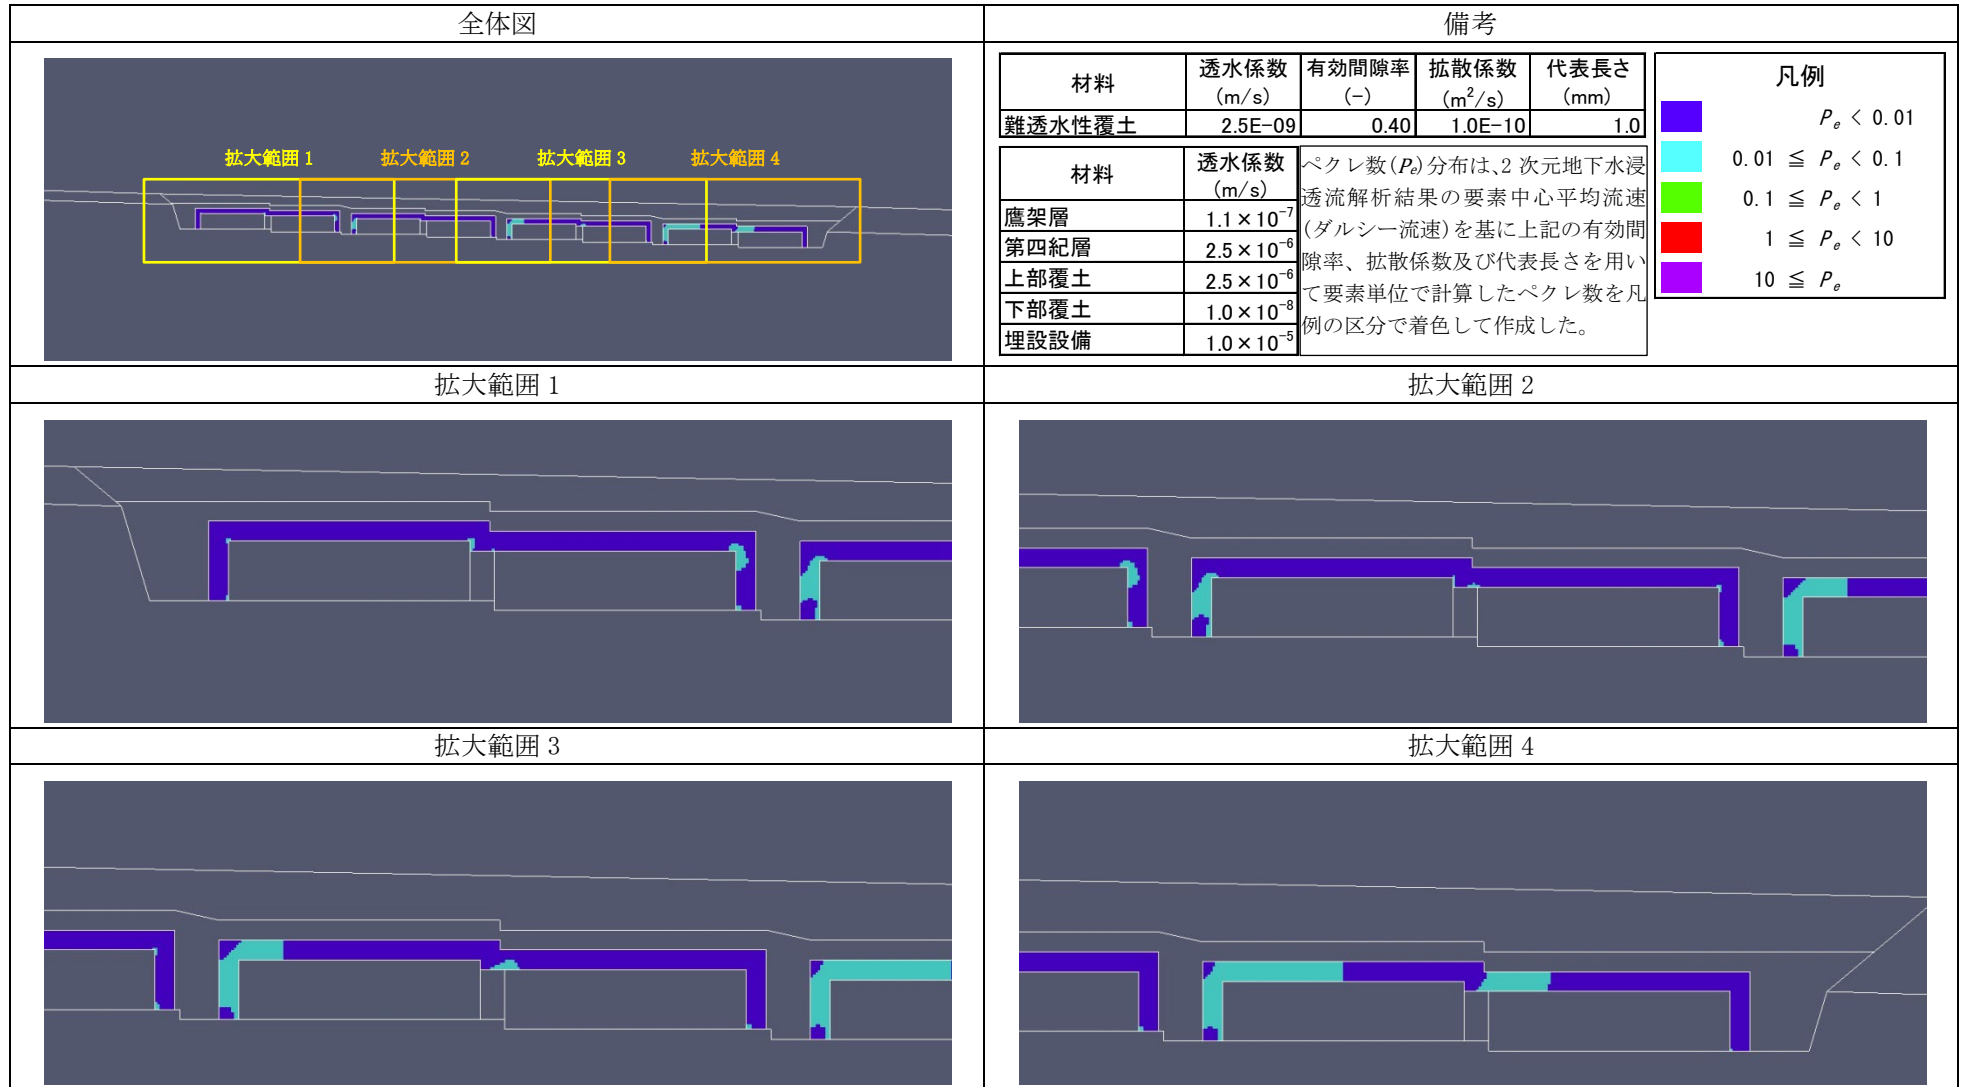 全体図
備考
拡大範囲 1
拡大範囲 2
拡大範囲 3
拡大範囲 4
材料 透水係数 (m/s) 有効間隙率 (-) 拡散係数 (m²/s) 代表長さ (mm)
難透水性覆土 2.5E-09 0.40 1.0E-10 1.0
材料 透水係数 (m/s)
鷹架層 1.1×10⁻⁷
第四紀層 2.5×10⁻⁶
上部覆土 2.5×10⁻⁶
下部覆土 1.0×10⁻⁸
埋設設備 1.0×10⁻⁵
ペクレ数(Pe)分布は、2 次元地下水浸
透流解析結果の要素中心平均流速
(ダルシー流速)を基に上記の有効間
隙率、拡散係数及び代表長さを用い
て要素単位で計算したペクレ数を凡
例の区分で着色して作成した。
凡例
Pe < 0.01
0.01 ≦ Pe < 0.1
0.1 ≦ Pe < 1
1 ≦ Pe < 10
10 ≦ Pe
拡大範囲 1
拡大範囲 2
拡大範囲 3
拡大範囲 4